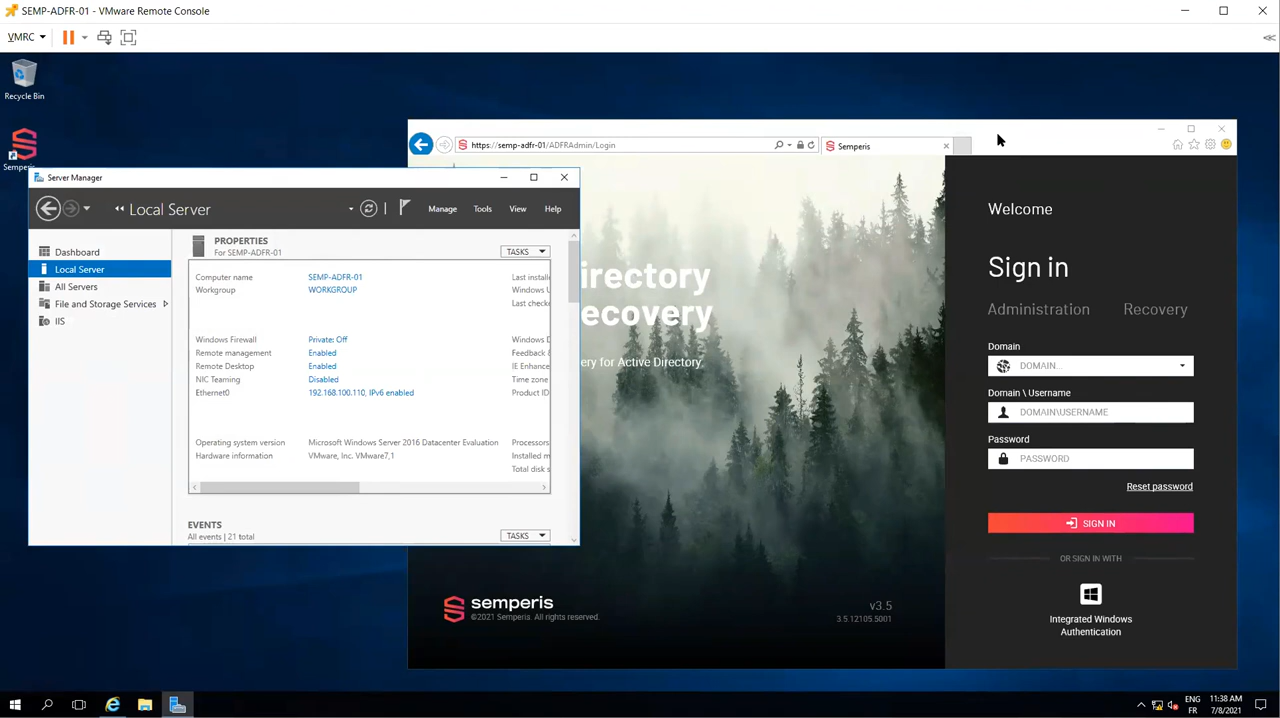 SEMP-ADFR-01 - VMware Remote Console
VMRC
Recycle Bin
Semperis
https://semp-adfr-01/ADFRAdmin/Login
Semperis
Server Manager
Local Server
Manage
Tools
View
Help
Dashboard
Local Server
All Servers
File and Storage Services
IIS
PROPERTIES
For SEMP-ADFR-01
TASKS
Computer name SEMP-ADFR-01 Last installe
Workgroup WORKGROUP Windows U
Last checke
Windows Firewall Private: Off Windows D
Remote management Enabled Feedback &
Remote Desktop Enabled IE Enhance
NIC Teaming Disabled Time zone
Ethernet0 192.168.100.110, IPv6 enabled Product ID
Operating system version Microsoft Windows Server 2016 Datacenter Evaluation Processors
Hardware information VMware, Inc. VMware7,1 Installed m
Total disk s
EVENTS
All events | 21 total
TASKS
irectory
ecovery
ery for Active Directory
semperis
©2021 Semperis. All rights reserved.
v3.5
3.5.12105.5001
Welcome
Sign in
Administration
Recovery
Domain
DOMAIN...
Domain \ Username
DOMAIN\USERNAME
Password
PASSWORD
Reset password
SIGN IN
OR SIGN IN WITH
Integrated Windows
Authentication
ENG
FR
11:38 AM
7/8/2021